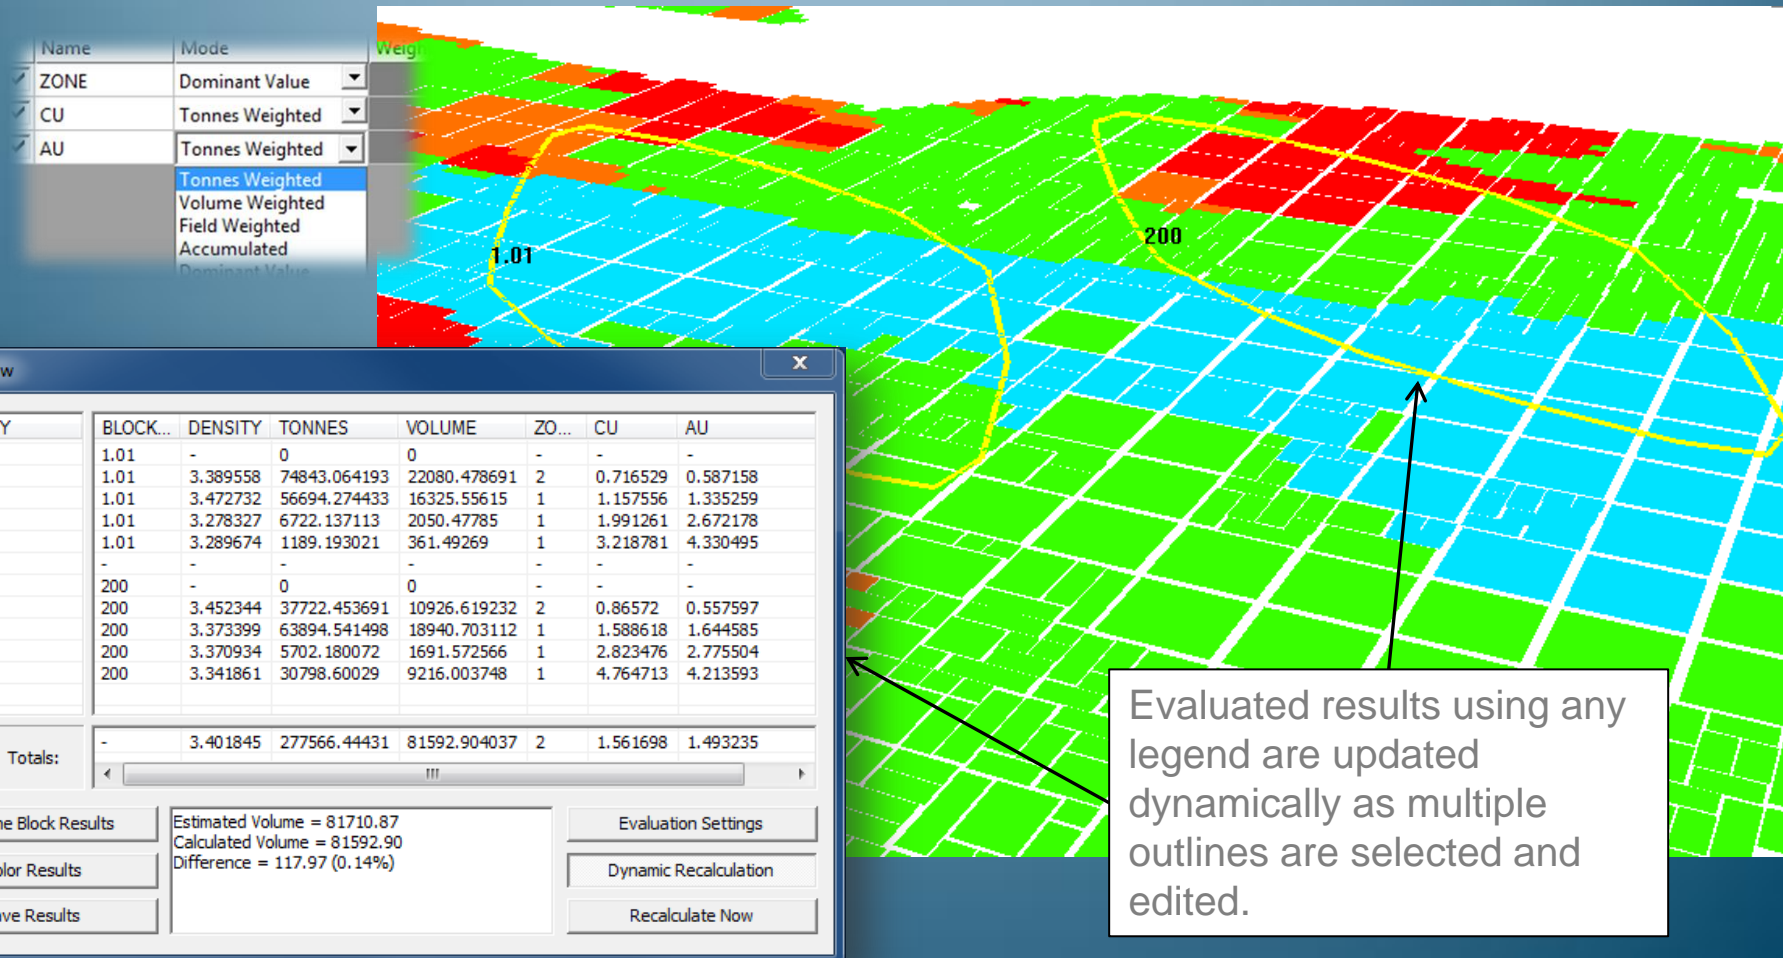 Name Mode Weigh
ZONE Dominant Value
CU Tonnes Weighted
AU Tonnes Weighted
Tonnes Weighted
Volume Weighted
Field Weighted
Accumulated
Dominant Value
1.01
200
w
Y BLOCK... DENSITY TONNES VOLUME ZO... CU AU
1.01 - 0 0 - - -
1.01 3.389558 74843.064193 22080.478691 2 0.716529 0.587158
1.01 3.472732 56694.274433 16325.55615 1 1.157556 1.335259
1.01 3.278327 6722.137113 2050.47785 1 1.991261 2.672178
1.01 3.289674 1189.193021 361.49269 1 3.218781 4.330495
- - - - - - -
200 - 0 0 - - -
200 3.452344 37722.453691 10926.619232 2 0.86572 0.557597
200 3.373399 63894.541498 18940.703112 1 1.588618 1.644585
200 3.370934 5702.180072 1691.572566 1 2.823476 2.775504
200 3.341861 30798.60029 9216.003748 1 4.764713 4.213593
Totals: - 3.401845 277566.44431 81592.904037 2 1.561698 1.493235
ne Block Results
olor Results
ave Results
Estimated Volume = 81710.87
Calculated Volume = 81592.90
Difference = 117.97 (0.14%)
Evaluation Settings
Dynamic Recalculation
Recalculate Now
Evaluated results using any
legend are updated
dynamically as multiple
outlines are selected and
edited.